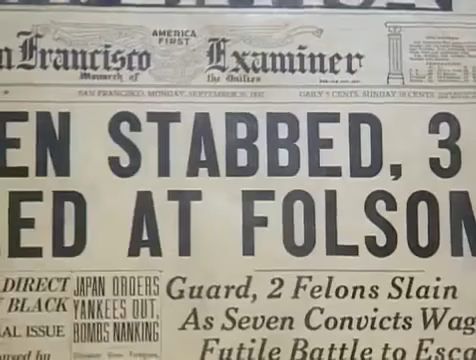 n Francisco
AMERICA
FIRST
Examiner
Monarch of
the Dailies
SAN FRANCISCO, MONDAY, SEPTEMBER 20, 1937
DAILY 5 CENTS, SUNDAY 10 CENTS
EN STABBED, 3
ED AT FOLSOM
DIRECT
BLACK
AL ISSUE
JAPAN ORDERS
YANKEES OUT,
BOMBS NANKING
Guard, 2 Felons Slain
As Seven Convicts Wag
Futile Battle to Esca